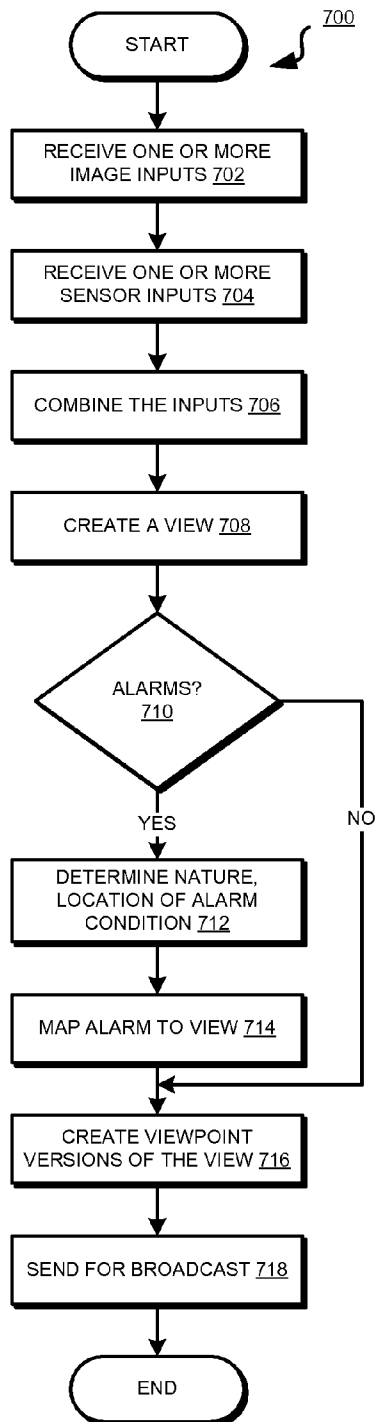 START
700
RECEIVE ONE OR MORE
IMAGE INPUTS 702
RECEIVE ONE OR MORE
SENSOR INPUTS 704
COMBINE THE INPUTS 706
CREATE A VIEW 708
ALARMS?
710
YES
NO
DETERMINE NATURE,
LOCATION OF ALARM
CONDITION 712
MAP ALARM TO VIEW 714
CREATE VIEWPOINT
VERSIONS OF THE VIEW 716
SEND FOR BROADCAST 718
END